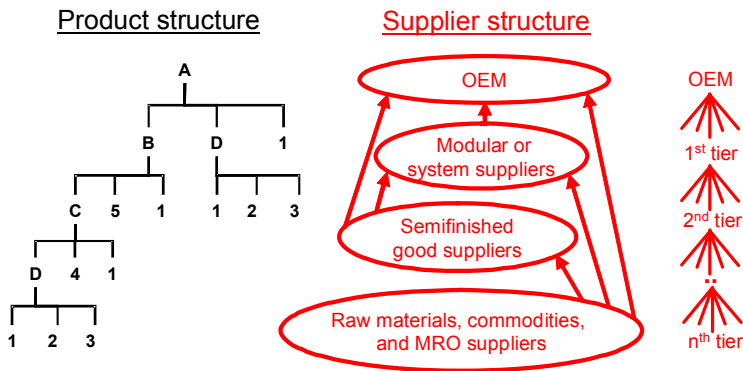 Product structure
Supplier structure
A
B D 1
C 5 1 1 2 3
D 4 1
1 2 3
OEM
Modular or
system suppliers
Semifinished
good suppliers
Raw materials, commodities,
and MRO suppliers
OEM
1st tier
2nd tier
..
nth tier